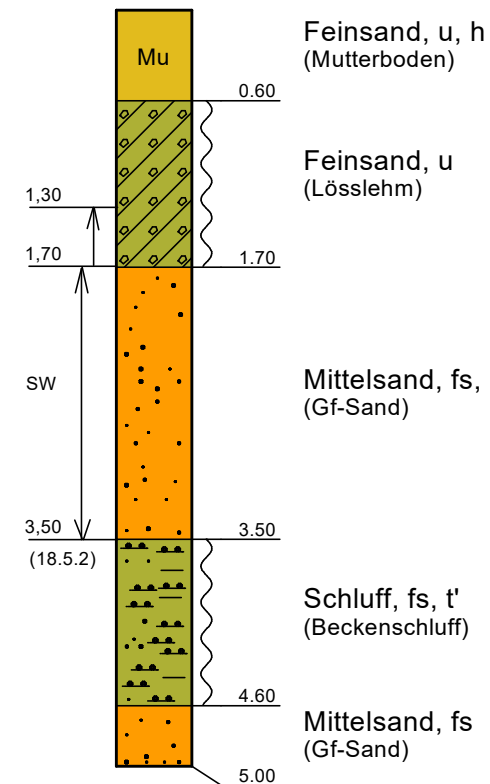 Mu
Feinsand, u, h
(Mutterboden)
0.60
Feinsand, u
(Lösslehm)
1,30
1,70
1.70
SW
Mittelsand, fs,
(Gf-Sand)
3,50
3.50
(18.5.2)
Schluff, fs, t'
(Beckenschluff)
4.60
Mittelsand, fs
(Gf-Sand)
5.00